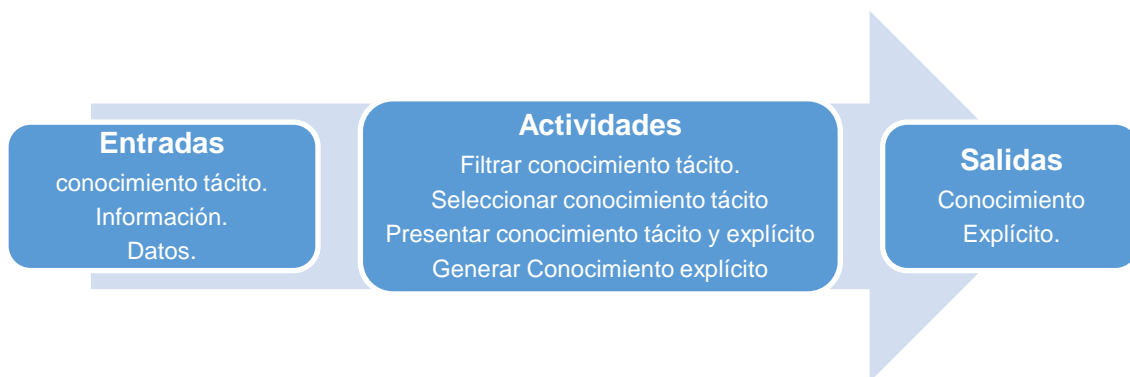 Entradas
conocimiento tácito.
Información.
Datos.
Actividades
Filtrar conocimiento tácito.
Seleccionar conocimiento tácito
Presentar conocimiento tácito y explícito
Generar Conocimiento explícito
Salidas
Conocimiento
Explícito.